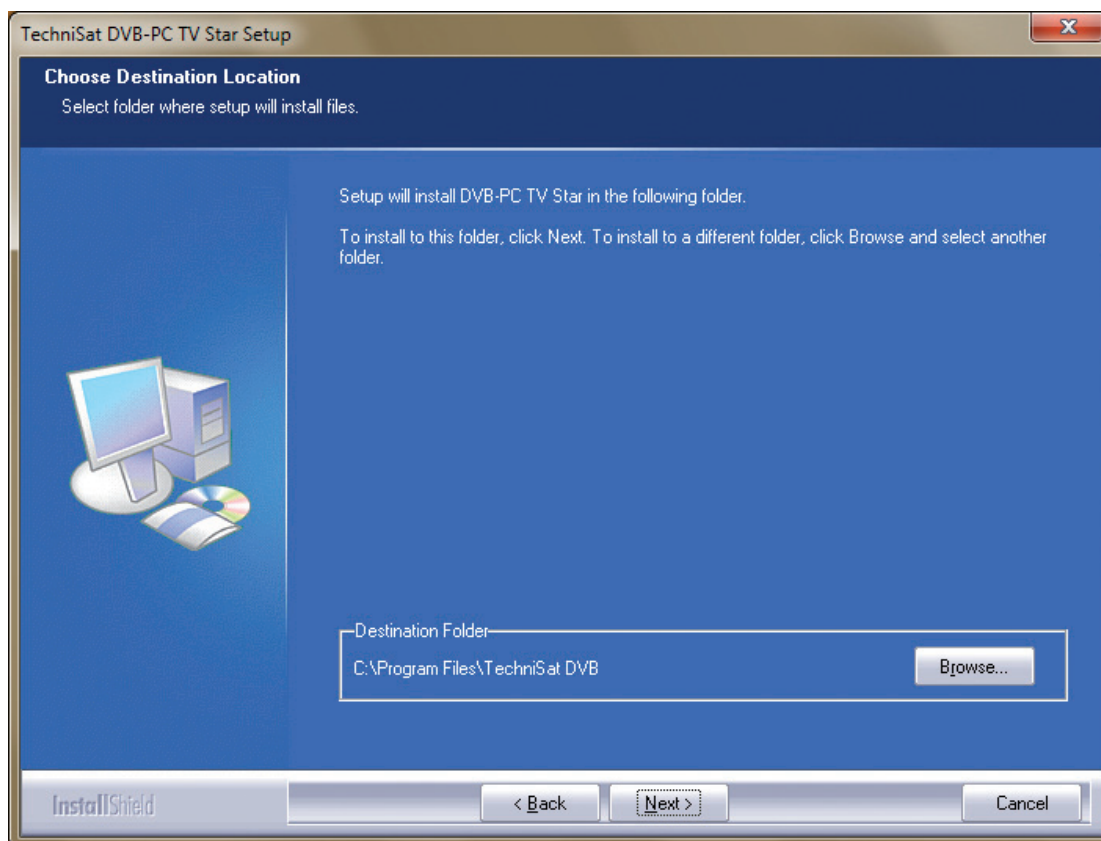 TechniSat DVB-PC TV Star Setup
Choose Destination Location
Select folder where setup will install files.
Setup will install DVB-PC TV Star in the following folder.
To install to this folder, click Next. To install to a different folder, click Browse and select another
folder.
Destination Folder
C:\Program Files\TechniSat DVB
Browse...
InstallShield
< Back
Next >
Cancel